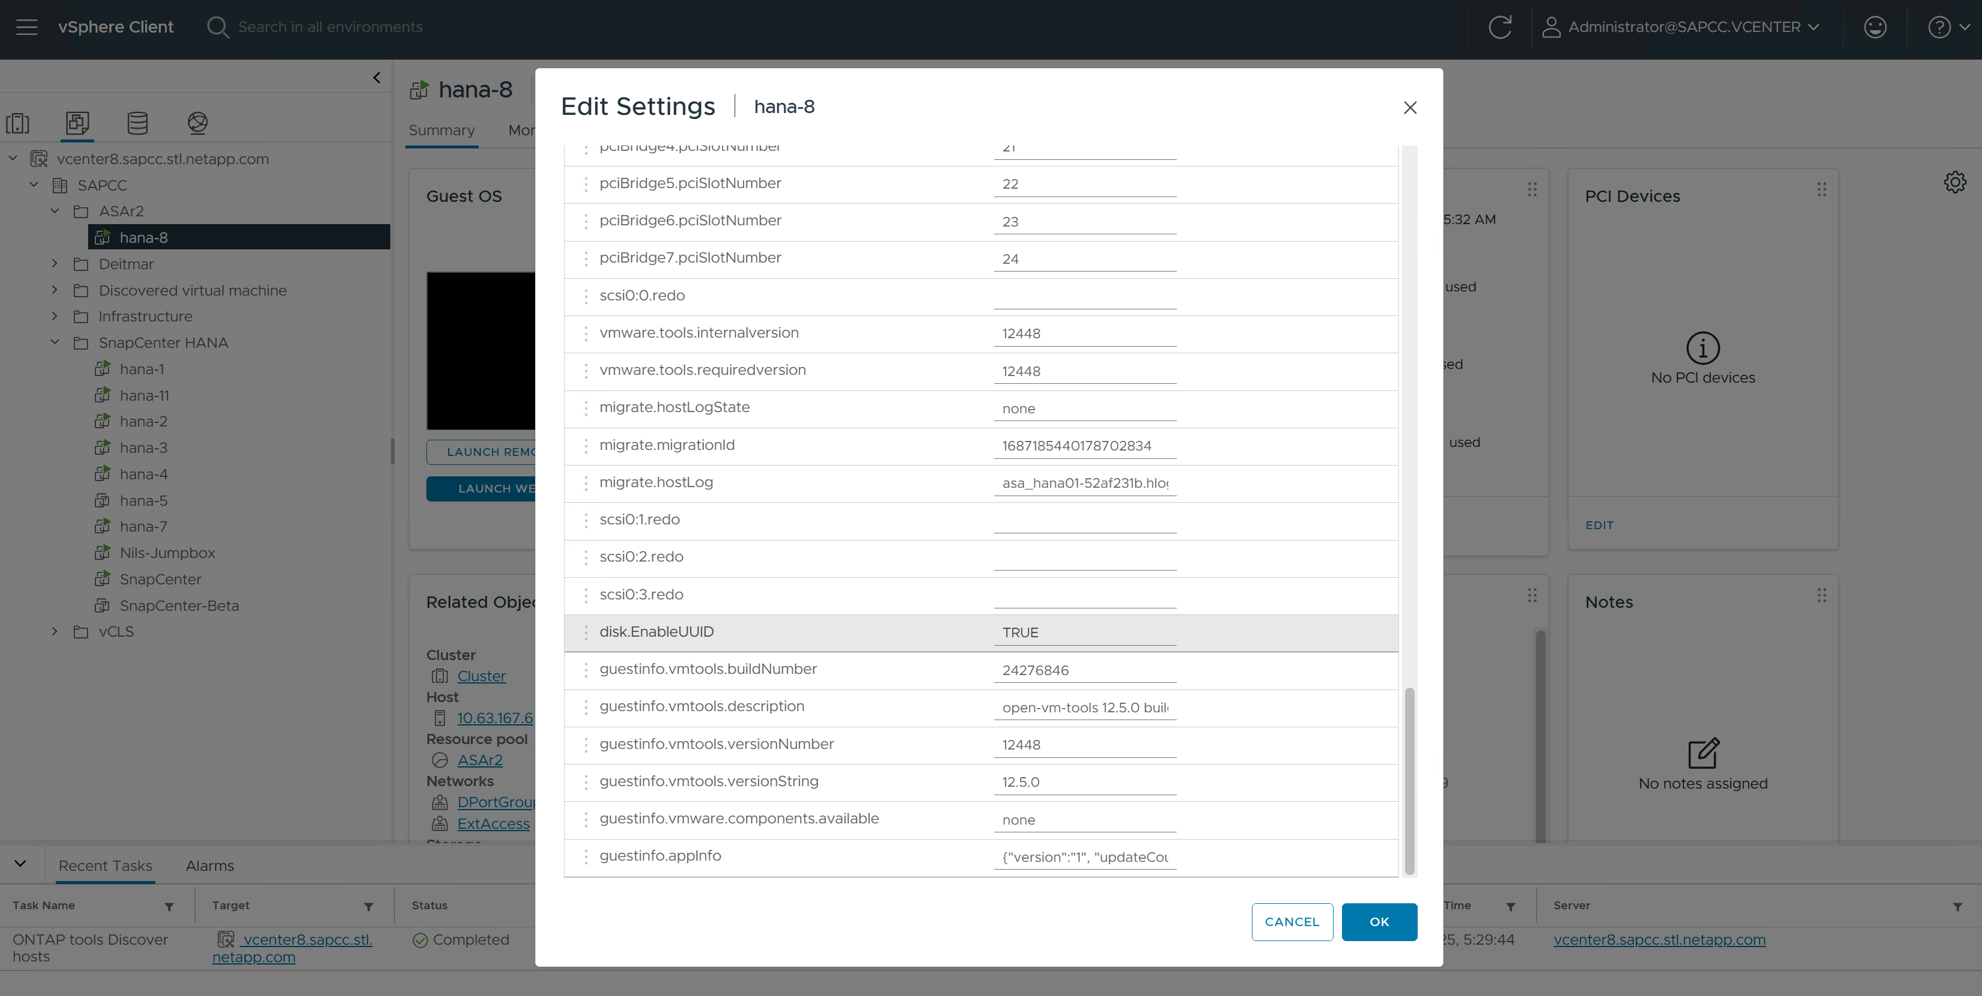 vSphere Client
Search in all environments
Administrator@SAPCC.VCENTER
vcenter8.sapcc.stl.netapp.com
SAPCC
ASAr2
hana-8
Deitmar
Discovered virtual machine
Infrastructure
SnapCenter HANA
hana-1
hana-11
hana-2
hana-3
hana-4
hana-5
hana-7
Nils-Jumpbox
SnapCenter
SnapCenter-Beta
vCLS
hana-8
Summary Mor
Guest OS
LAUNCH REMO
LAUNCH WE
Related Objec
Cluster
Cluster
Host
10.63.167.6
Resource pool
ASAr2
Networks
DPortGroup
ExtAccess
Edit Settings | hana-8
pciBridge4.pciSlotNumber 21
pciBridge5.pciSlotNumber 22
pciBridge6.pciSlotNumber 23
pciBridge7.pciSlotNumber 24
scsi0:0.redo
vmware.tools.internalversion 12448
vmware.tools.requiredversion 12448
migrate.hostLogState none
migrate.migrationId 1687185440178702834
migrate.hostLog asa_hana01-52af231b.hlog
scsi0:1.redo
scsi0:2.redo
scsi0:3.redo
disk.EnableUUID TRUE
guestinfo.vmtools.buildNumber 24276846
guestinfo.vmtools.description open-vm-tools 12.5.0 buil
guestinfo.vmtools.versionNumber 12448
guestinfo.vmtools.versionString 12.5.0
guestinfo.vmware.components.available none
guestinfo.appInfo {"version":"1", "updateCou
CANCEL OK
5:32 AM
used
sed
used
PCI Devices
No PCI devices
EDIT
Notes
No notes assigned
9
Recent Tasks Alarms
Task Name Target Status Time Server
ONTAP tools Discover
hosts
vcenter8.sapcc.stl.
netapp.com
Completed
25, 5:29:44
vcenter8.sapcc.stl.netapp.com